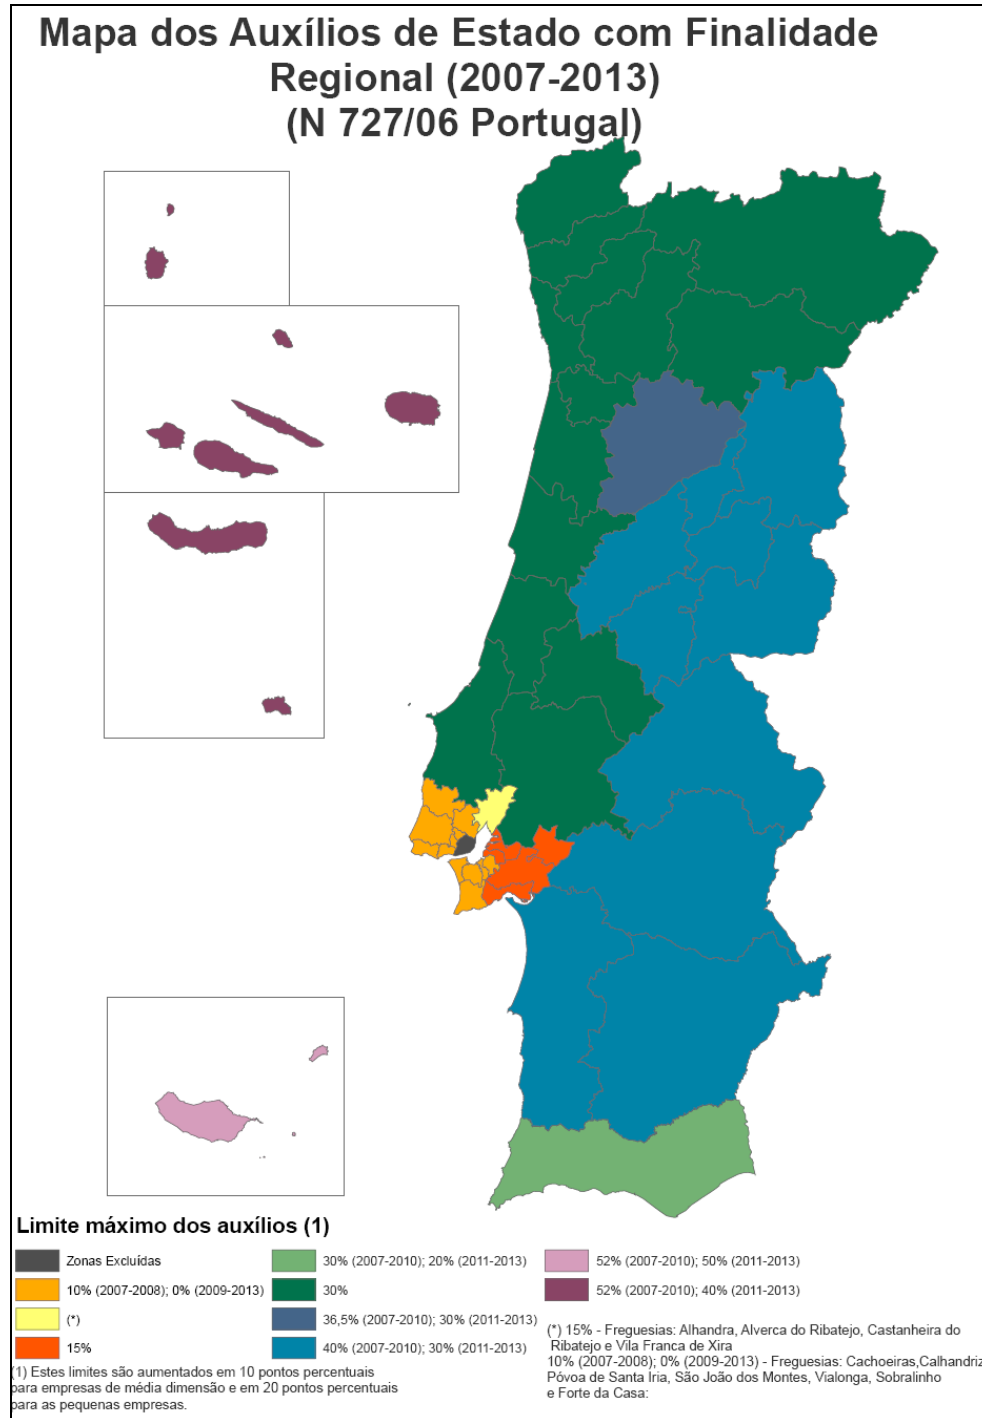 Mapa dos Auxílios de Estado com Finalidade
Regional (2007-2013)
(N 727/06 Portugal)
Limite máximo dos auxílios (1)
Zonas Excluídas
10% (2007-2008); 0% (2009-2013)
(*)
15%
30% (2007-2010); 20% (2011-2013)
30%
36,5% (2007-2010); 30% (2011-2013)
40% (2007-2010); 30% (2011-2013)
52% (2007-2010); 50% (2011-2013)
52% (2007-2010); 40% (2011-2013)
(*) 15% - Freguesias: Alhandra, Alverca do Ribatejo, Castanheira do
Ribatejo e Vila Franca de Xira
10% (2007-2008); 0% (2009-2013) - Freguesias: Cachoeiras,Calhandriz
Póvoa de Santa Iria, São João dos Montes, Vialonga, Sobralinho
e Forte da Casa:
(1) Estes limites são aumentados em 10 pontos percentuais
para empresas de média dimensão e em 20 pontos percentuais
para as pequenas empresas.